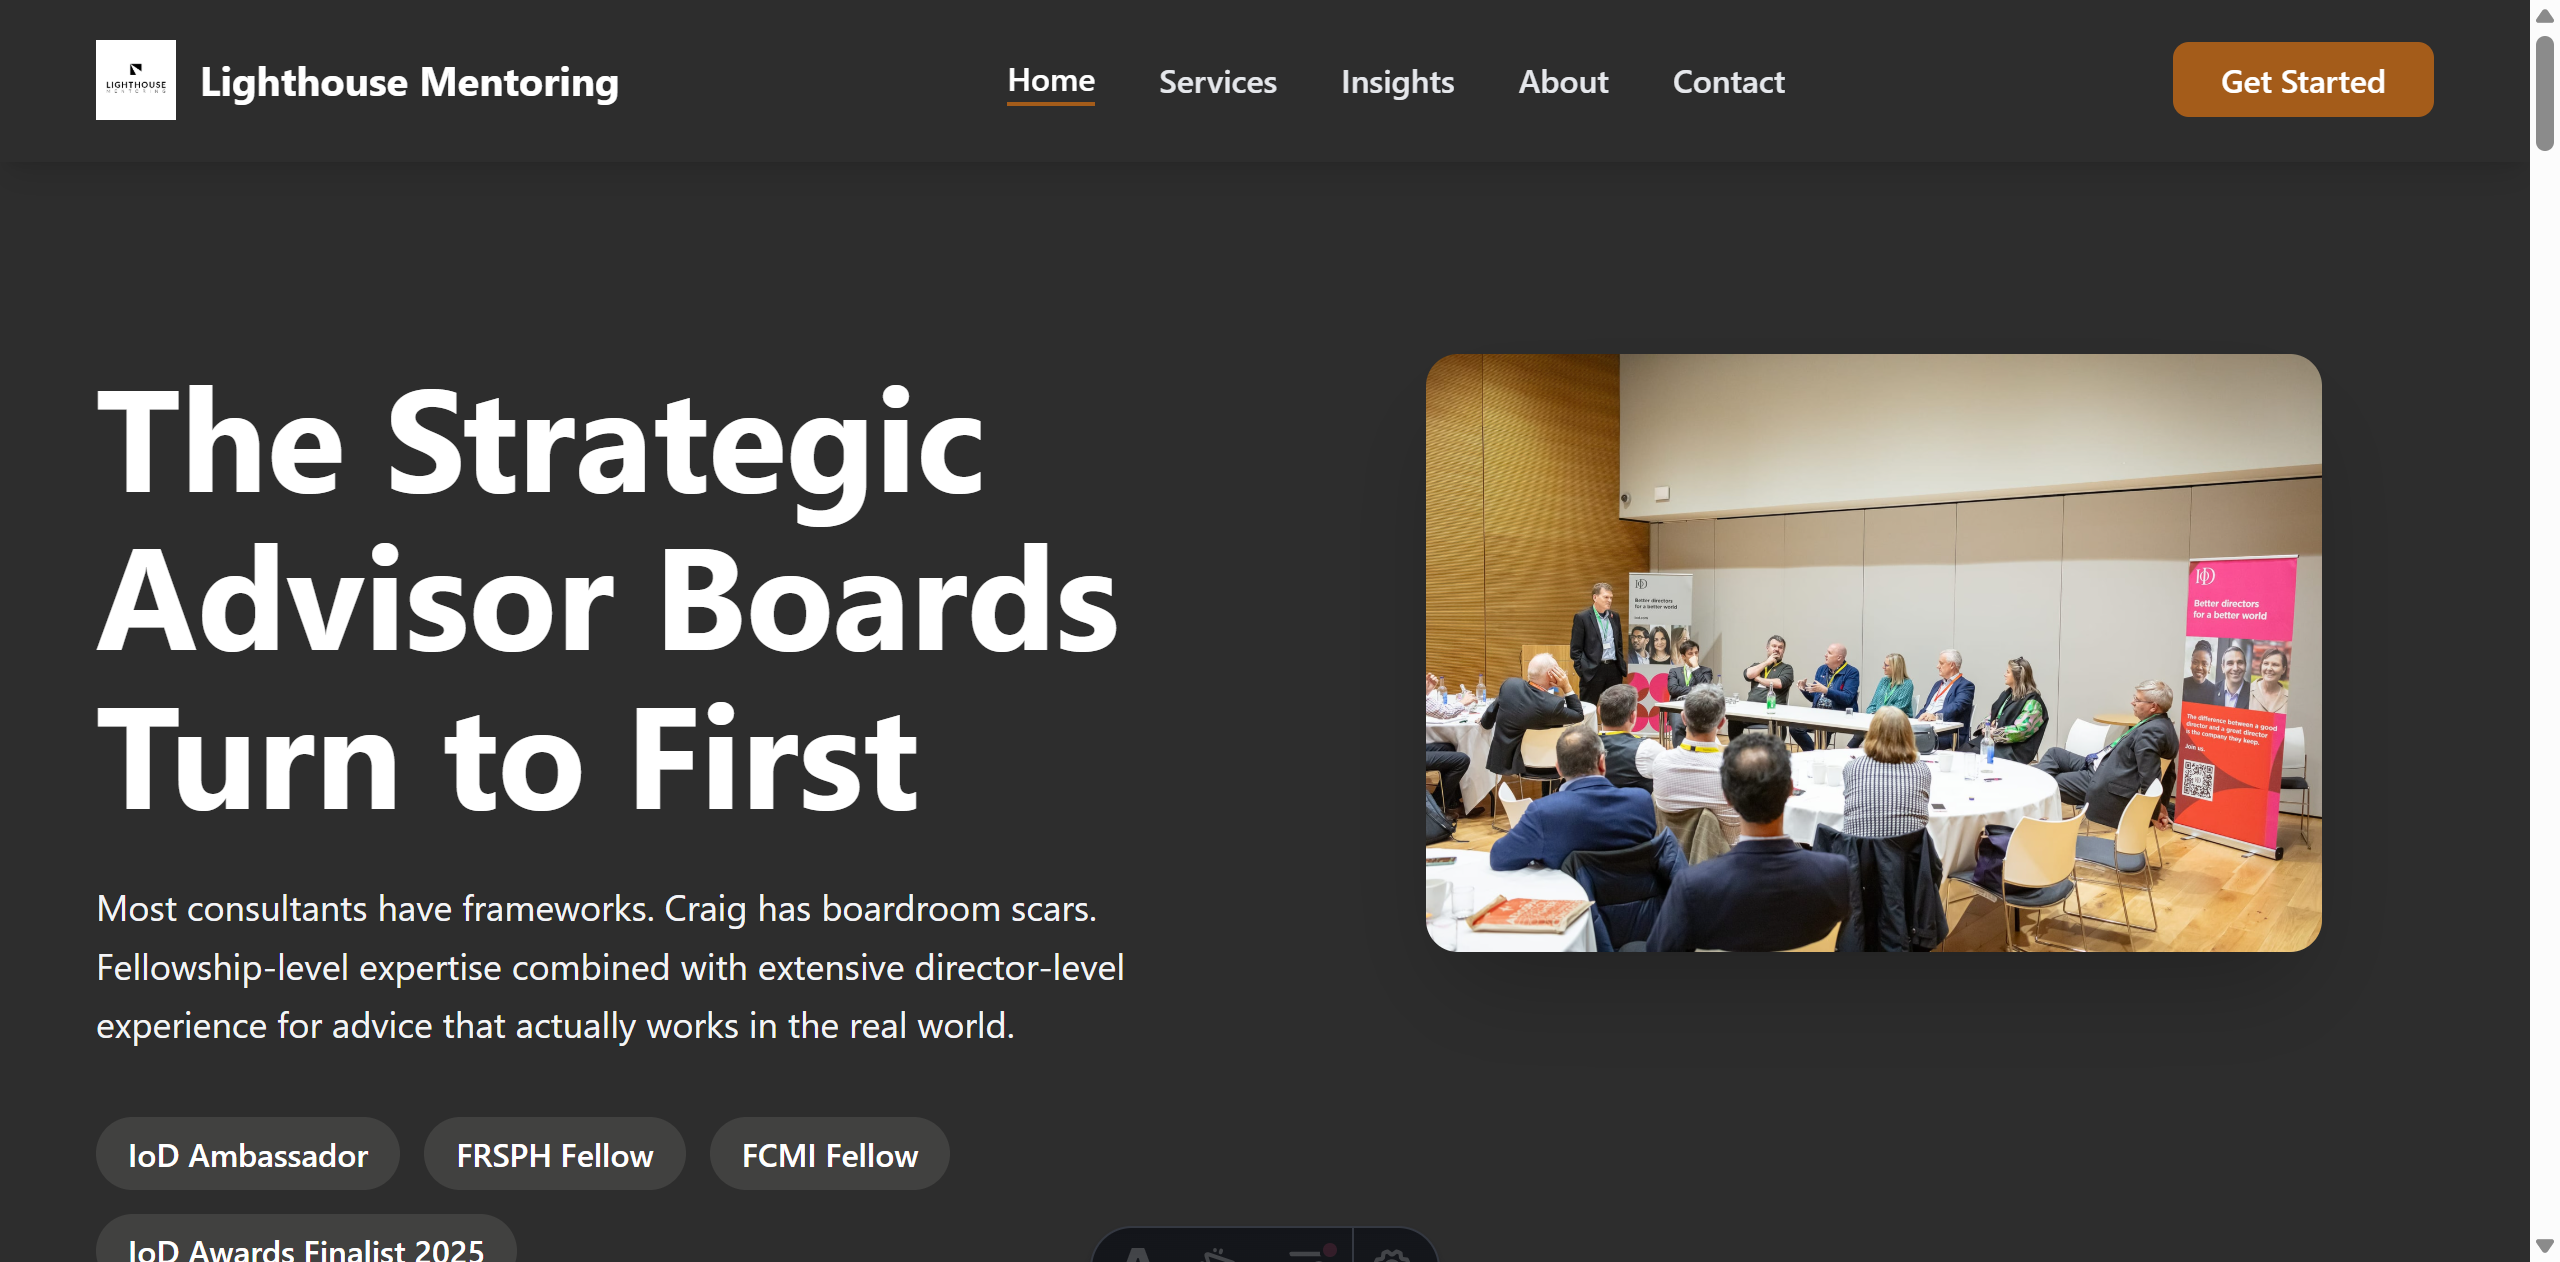 LIGHTHOUSE
MENTORING
Lighthouse Mentoring
Home
Services
Insights
About
Contact
Get Started
The Strategic
Advisor Boards
Turn to First
Most consultants have frameworks. Craig has boardroom scars.
Fellowship-level expertise combined with extensive director-level
experience for advice that actually works in the real world.
IoD Ambassador
FRSPH Fellow
FCMI Fellow
IoD Awards Finalist 2025
IoD
Better directors
for a better world
IoD
Better directors
for a better world
The difference between a good
director and a great director
is the company they keep.
Join us.